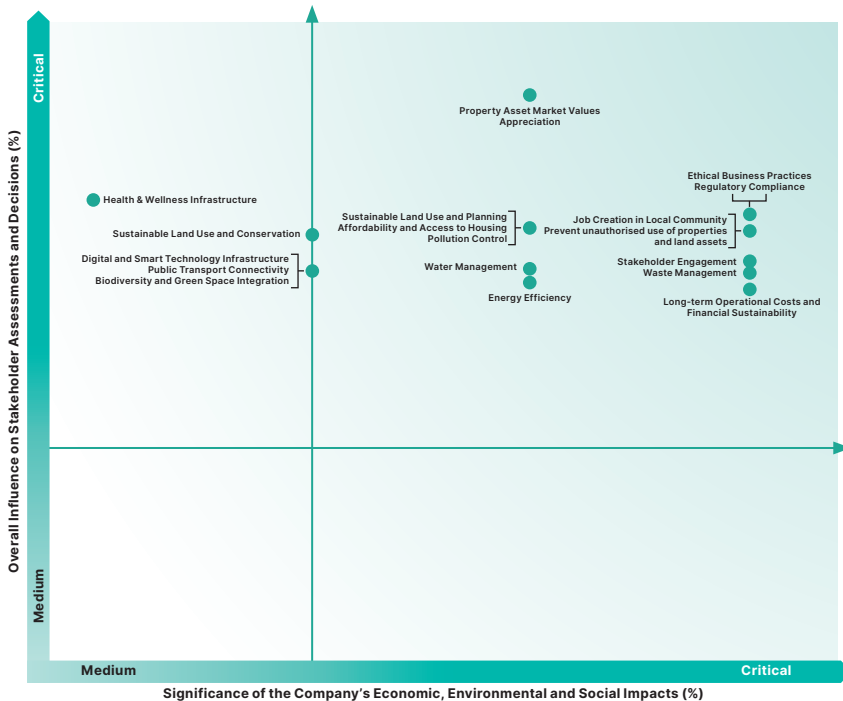 Overall Influence on Stakeholder Assessments and Decisions (%)
Critical
Medium
Property Asset Market Values
Appreciation
Health & Wellness Infrastructure
Sustainable Land Use and Conservation
Digital and Smart Technology Infrastructure
Public Transport Connectivity
Biodiversity and Green Space Integration
Sustainable Land Use and Planning
Affordability and Access to Housing
Pollution Control
Water Management
Energy Efficiency
Ethical Business Practices
Regulatory Compliance
Job Creation in Local Community
Prevent unauthorised use of properties
and land assets
Stakeholder Engagement
Waste Management
Long-term Operational Costs and
Financial Sustainability
Medium
Critical
Significance of the Company’s Economic, Environmental and Social Impacts (%)